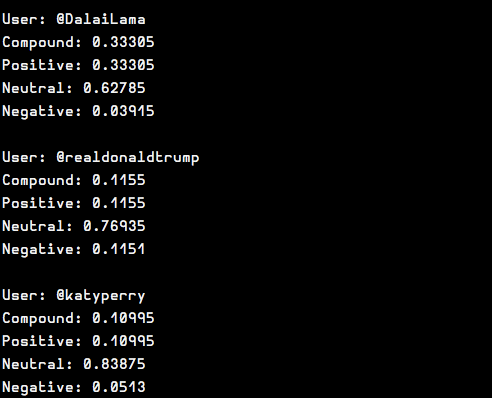 User: @DalaiLama
Compound: 0.33305
Positive: 0.33305
Neutral: 0.62785
Negative: 0.03915
User: @realdonaldtrump
Compound: 0.1155
Positive: 0.1155
Neutral: 0.76935
Negative: 0.1151
User: @katyperry
Compound: 0.10995
Positive: 0.10995
Neutral: 0.83875
Negative: 0.0513